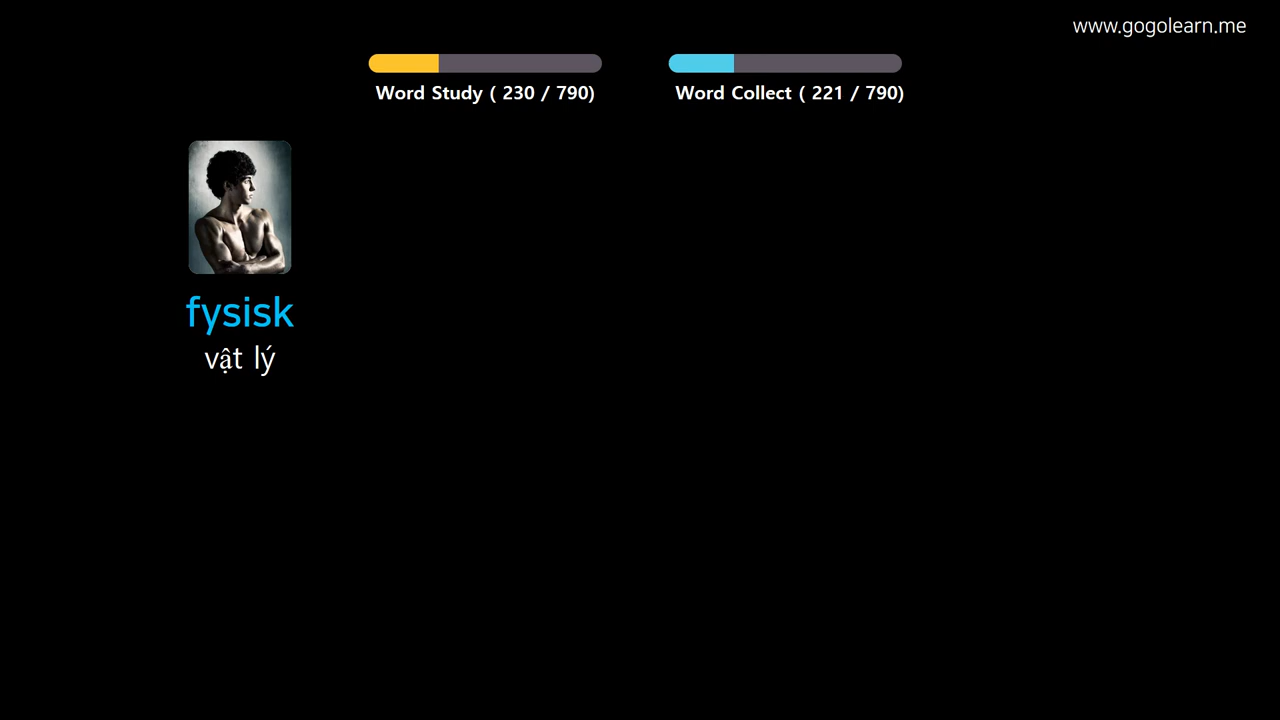 www.gogolearn.me
Word Study ( 230 / 790)
Word Collect ( 221 / 790)
fysisk
vật lý